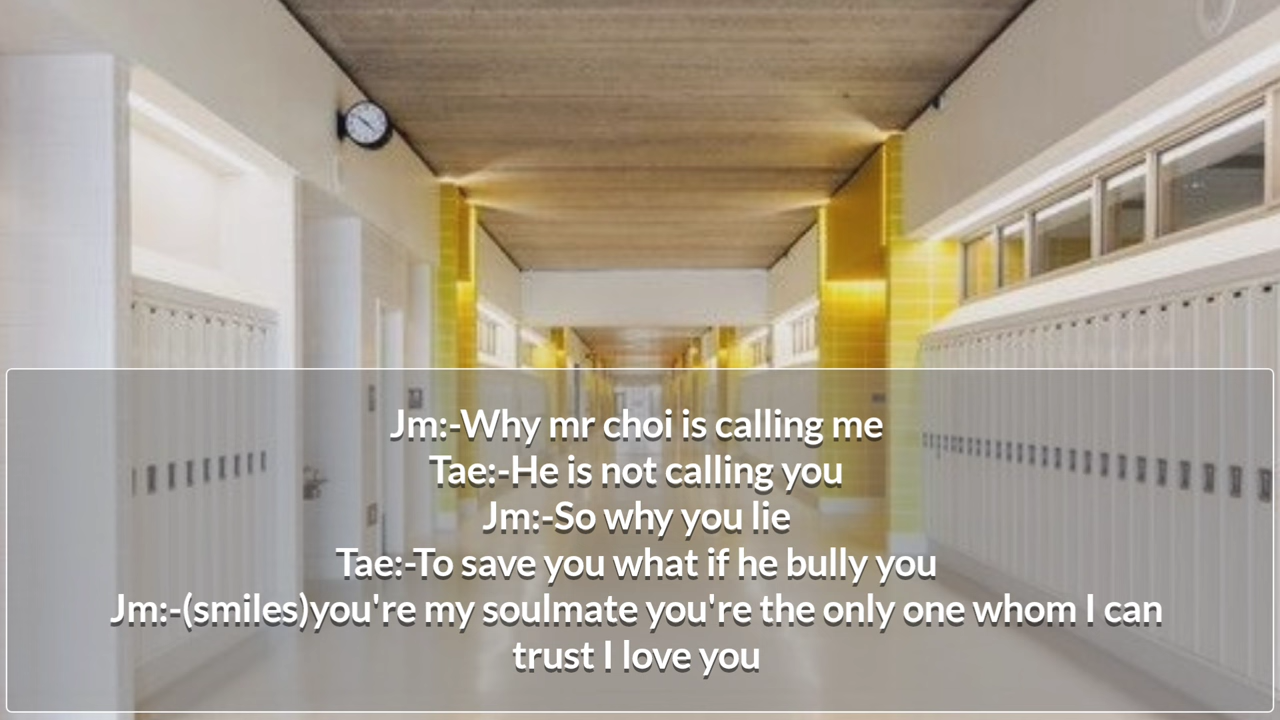 Jm:-Why mr choi is calling me
Tae:-He is not calling you
Jm:-So why you lie
Tae:-To save you what if he bully you
Jm:-(smiles)you're my soulmate you're the only one whom I can
trust I love you